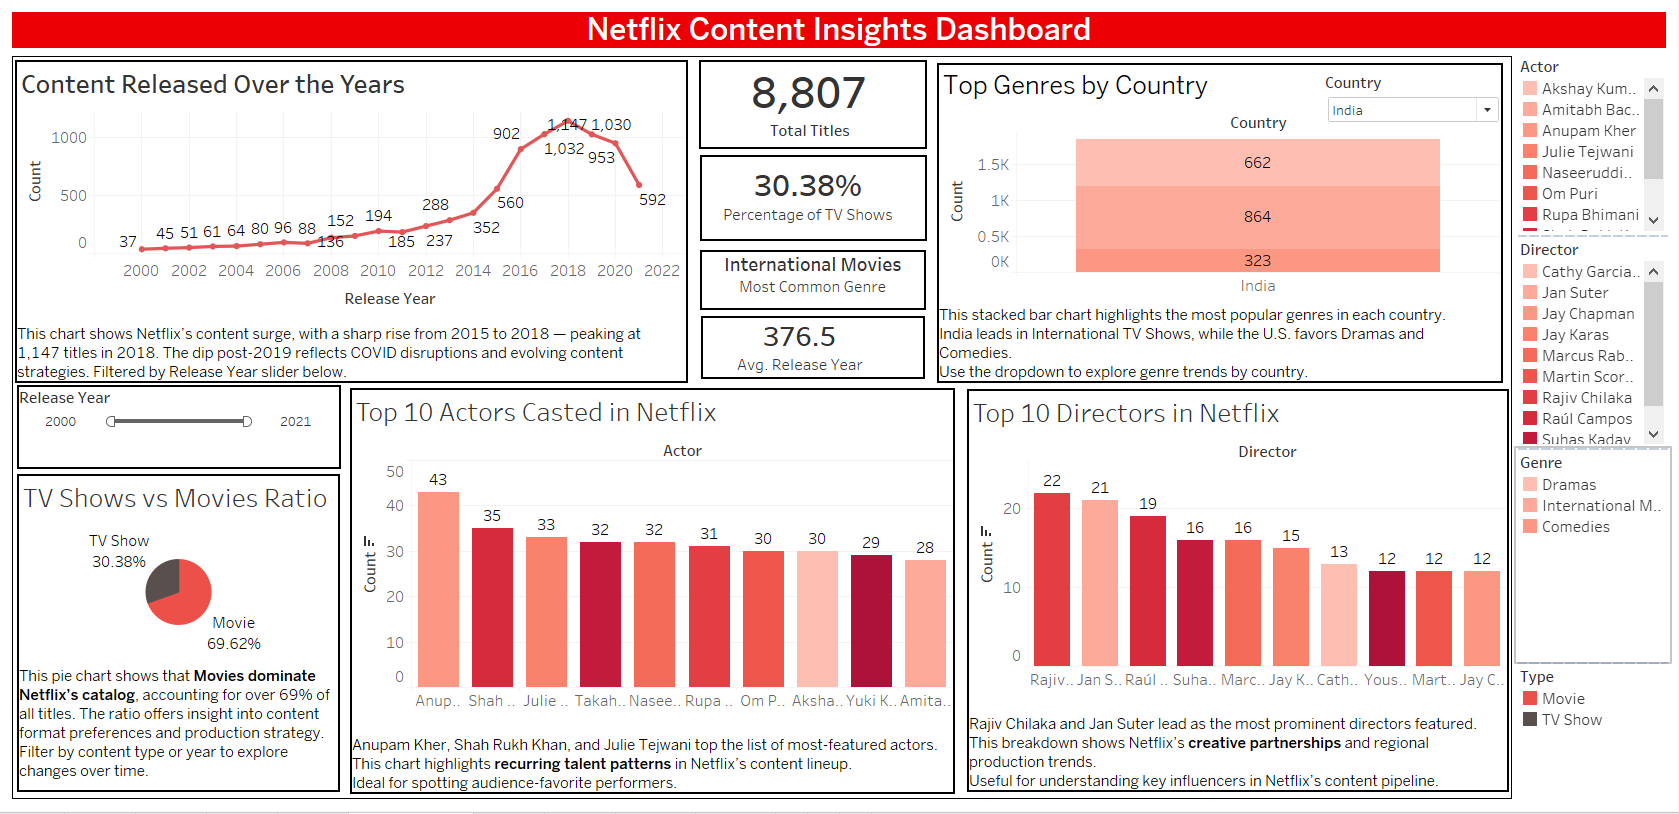 Netflix Content Insights Dashboard
Content Released Over the Years
1000
500
0
Count
37
45
51
61
64
80
96
88
136
152
194
185
288
237
352
560
902
1,032
1,147
1,030
953
592
2000
2002
2004
2006
2008
2010
2012
2014
2016
2018
2020
2022
Release Year
This chart shows Netflix's content surge, with a sharp rise from 2015 to 2018 — peaking at
1,147 titles in 2018. The dip post-2019 reflects COVID disruptions and evolving content
strategies. Filtered by Release Year slider below.
8,807
Total Titles
30.38%
Percentage of TV Shows
International Movies
Most Common Genre
376.5
Avg. Release Year
Top Genres by Country
Country
India
Country
Count
1.5K
1K
0.5K
0K
662
864
323
India
This stacked bar chart highlights the most popular genres in each country.
India leads in International TV Shows, while the U.S. favors Dramas and
Comedies.
Use the dropdown to explore genre trends by country.
Release Year
2000
2021
TV Shows vs Movies Ratio
TV Show
30.38%
Movie
69.62%
This pie chart shows that Movies dominate
Netflix's catalog, accounting for over 69% of
all titles. The ratio offers insight into content
format preferences and production strategy.
Filter by content type or year to explore
changes over time.
Top 10 Actors Casted in Netflix
Actor
Count
50
40
30
20
10
0
43
35
33
32
32
31
30
30
29
28
Anup..
Shah ..
Julie ..
Takah..
Nasee..
Rupa ..
Om P..
Aksha..
Yuki K..
Amita..
Anupam Kher, Shah Rukh Khan, and Julie Tejwani top the list of most-featured actors.
This chart highlights recurring talent patterns in Netflix's content lineup.
Ideal for spotting audience-favorite performers.
Top 10 Directors in Netflix
Director
Count
20
10
0
22
21
19
16
16
15
13
12
12
12
Rajiv..
Jan S..
Raúl ..
Suha..
Marc..
Jay K..
Cath..
Yous..
Mart..
Jay C..
Rajiv Chilaka and Jan Suter lead as the most prominent directors featured.
This breakdown shows Netflix's creative partnerships and regional
production trends.
Useful for understanding key influencers in Netflix's content pipeline.
Actor
Akshay Kum..
Amitabh Bac..
Anupam Kher
Julie Tejwani
Naseeruddi..
Om Puri
Rupa Bhimani
Director
Cathy Garcia..
Jan Suter
Jay Chapman
Jay Karas
Marcus Rab..
Martin Scor..
Rajiv Chilaka
Raúl Campos
Suhas Kadav
Genre
Dramas
International M..
Comedies
Type
Movie
TV Show